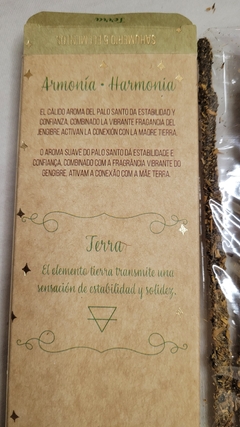 Terra
Armonía • Harmonia
EL CÁLIDO AROMA DEL PALO SANTO DA ESTABILIDAD Y
CONFIANZA, COMBINADO LA VIBRANTE FRAGANCIA DEL
JENGIBRE ACTIVAN LA CONEXIÓN CON LA MADRE TIERRA.
O AROMA SUAVE DO PALO SANTO DÁ ESTABILIDADE E
CONFIANÇA, COMBINADO COM A FRAGRÂNCIA VIBRANTE DO
GENGIBRE, ATIVAM A CONEXÃO COM A MÃE TERRA.
Terra
El elemento tierra transmite una
sensación de estabilidad y solidez.